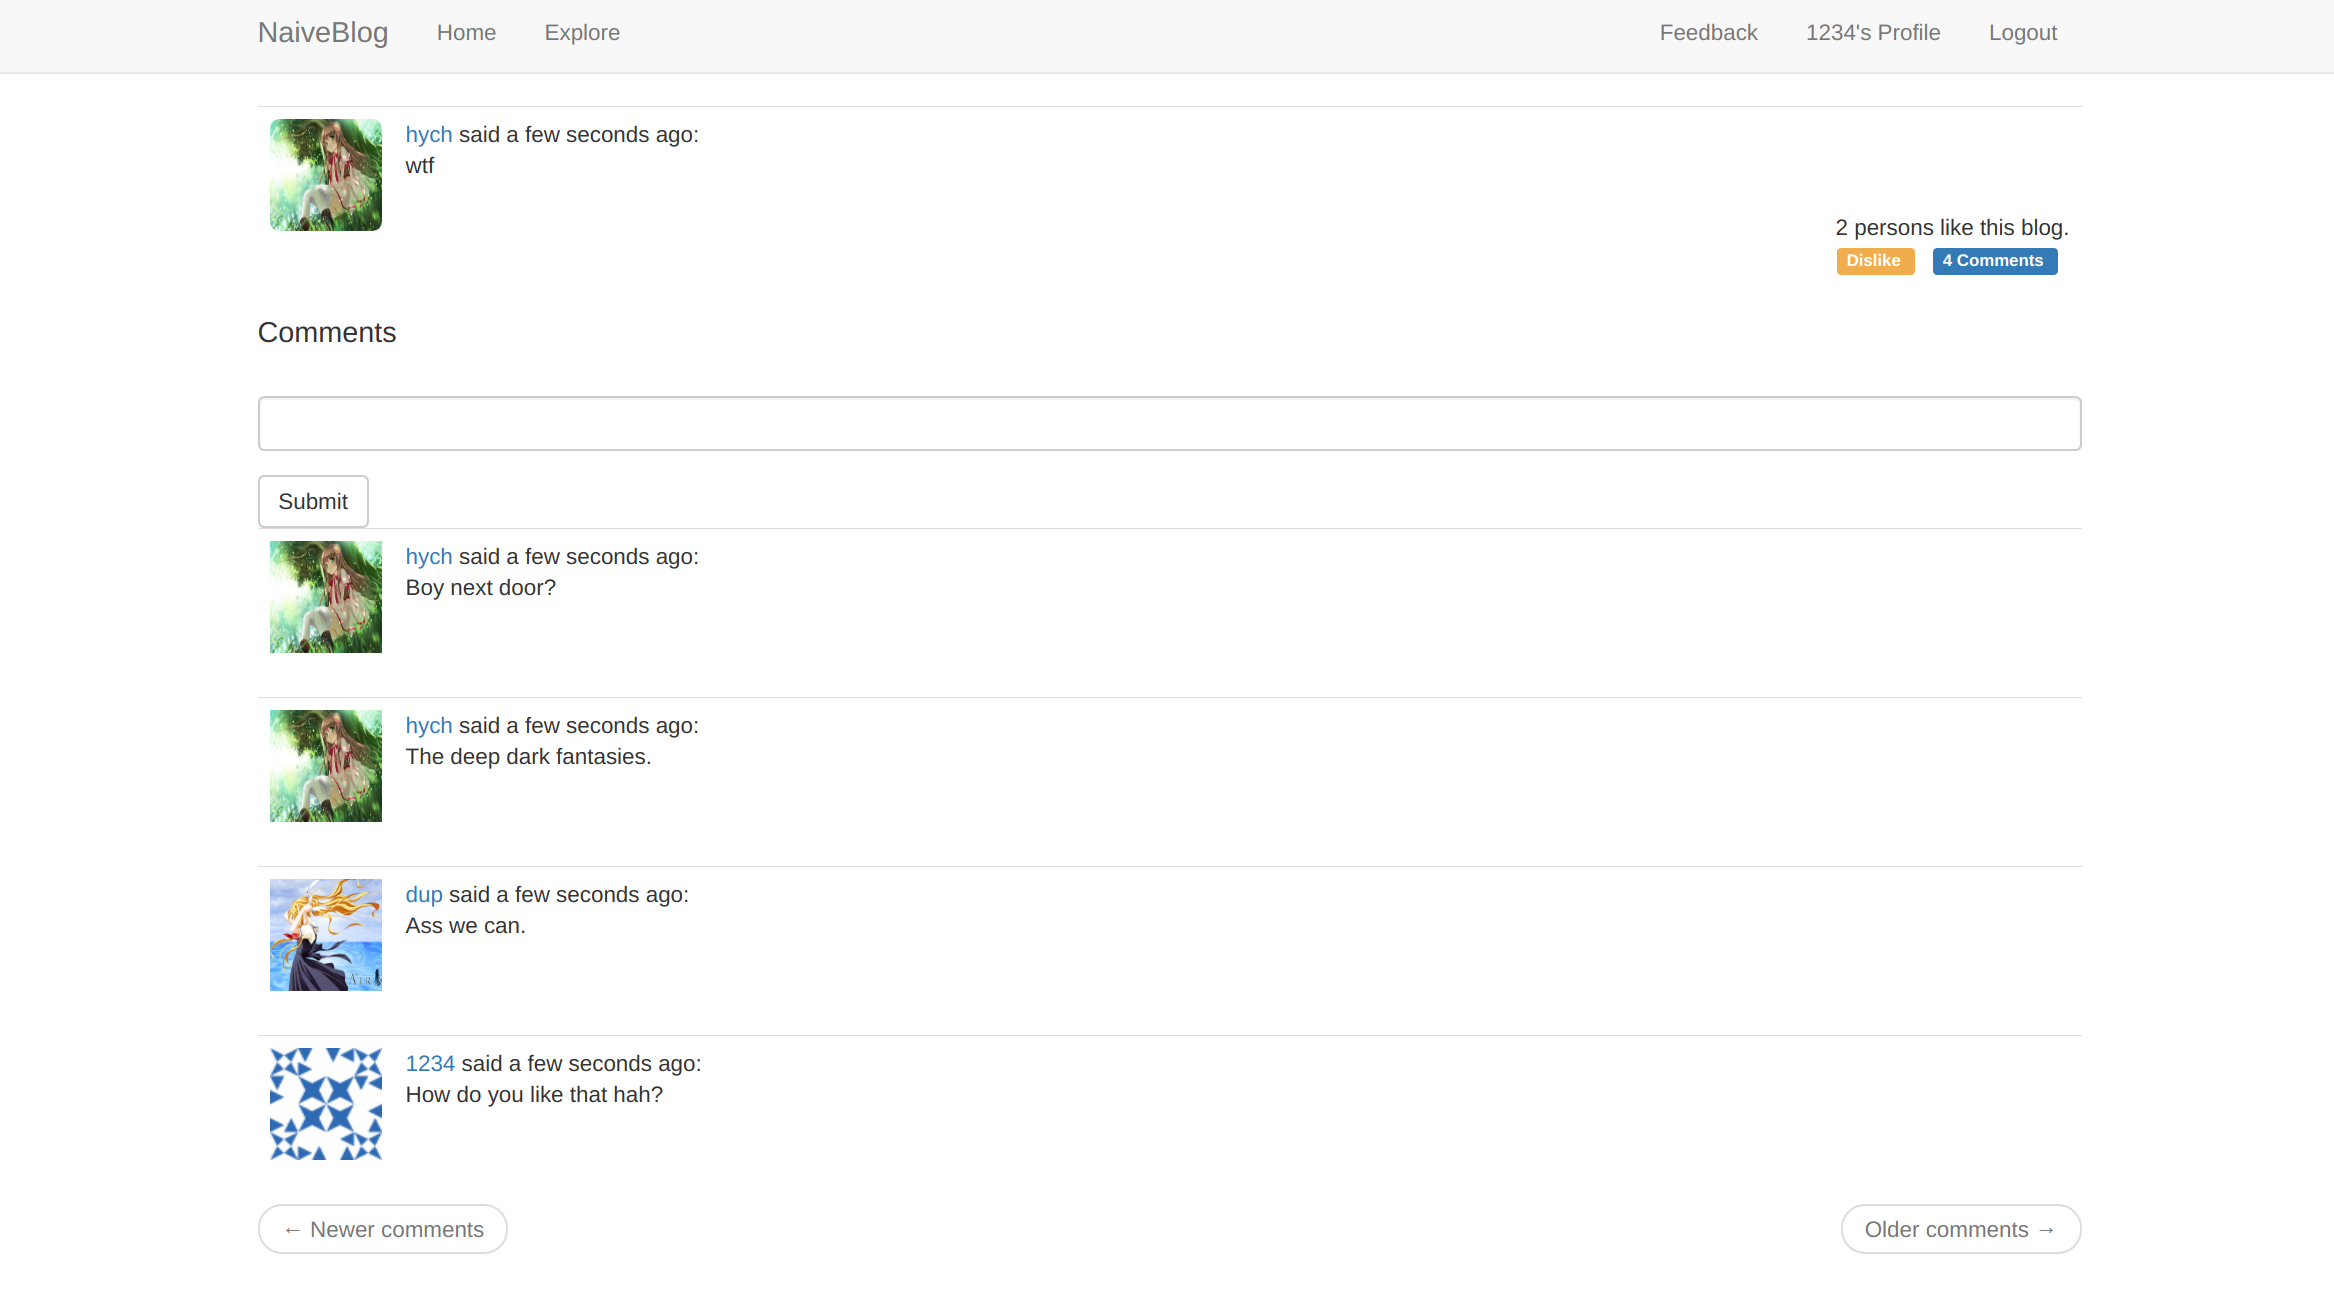 NaiveBlog Home Explore Feedback 1234's Profile Logout
hych said a few seconds ago:
wtf
2 persons like this blog.
Dislike 4 Comments
Comments
Submit
hych said a few seconds ago:
Boy next door?
hych said a few seconds ago:
The deep dark fantasies.
dup said a few seconds ago:
Ass we can.
AIR
1234 said a few seconds ago:
How do you like that hah?
← Newer comments Older comments →